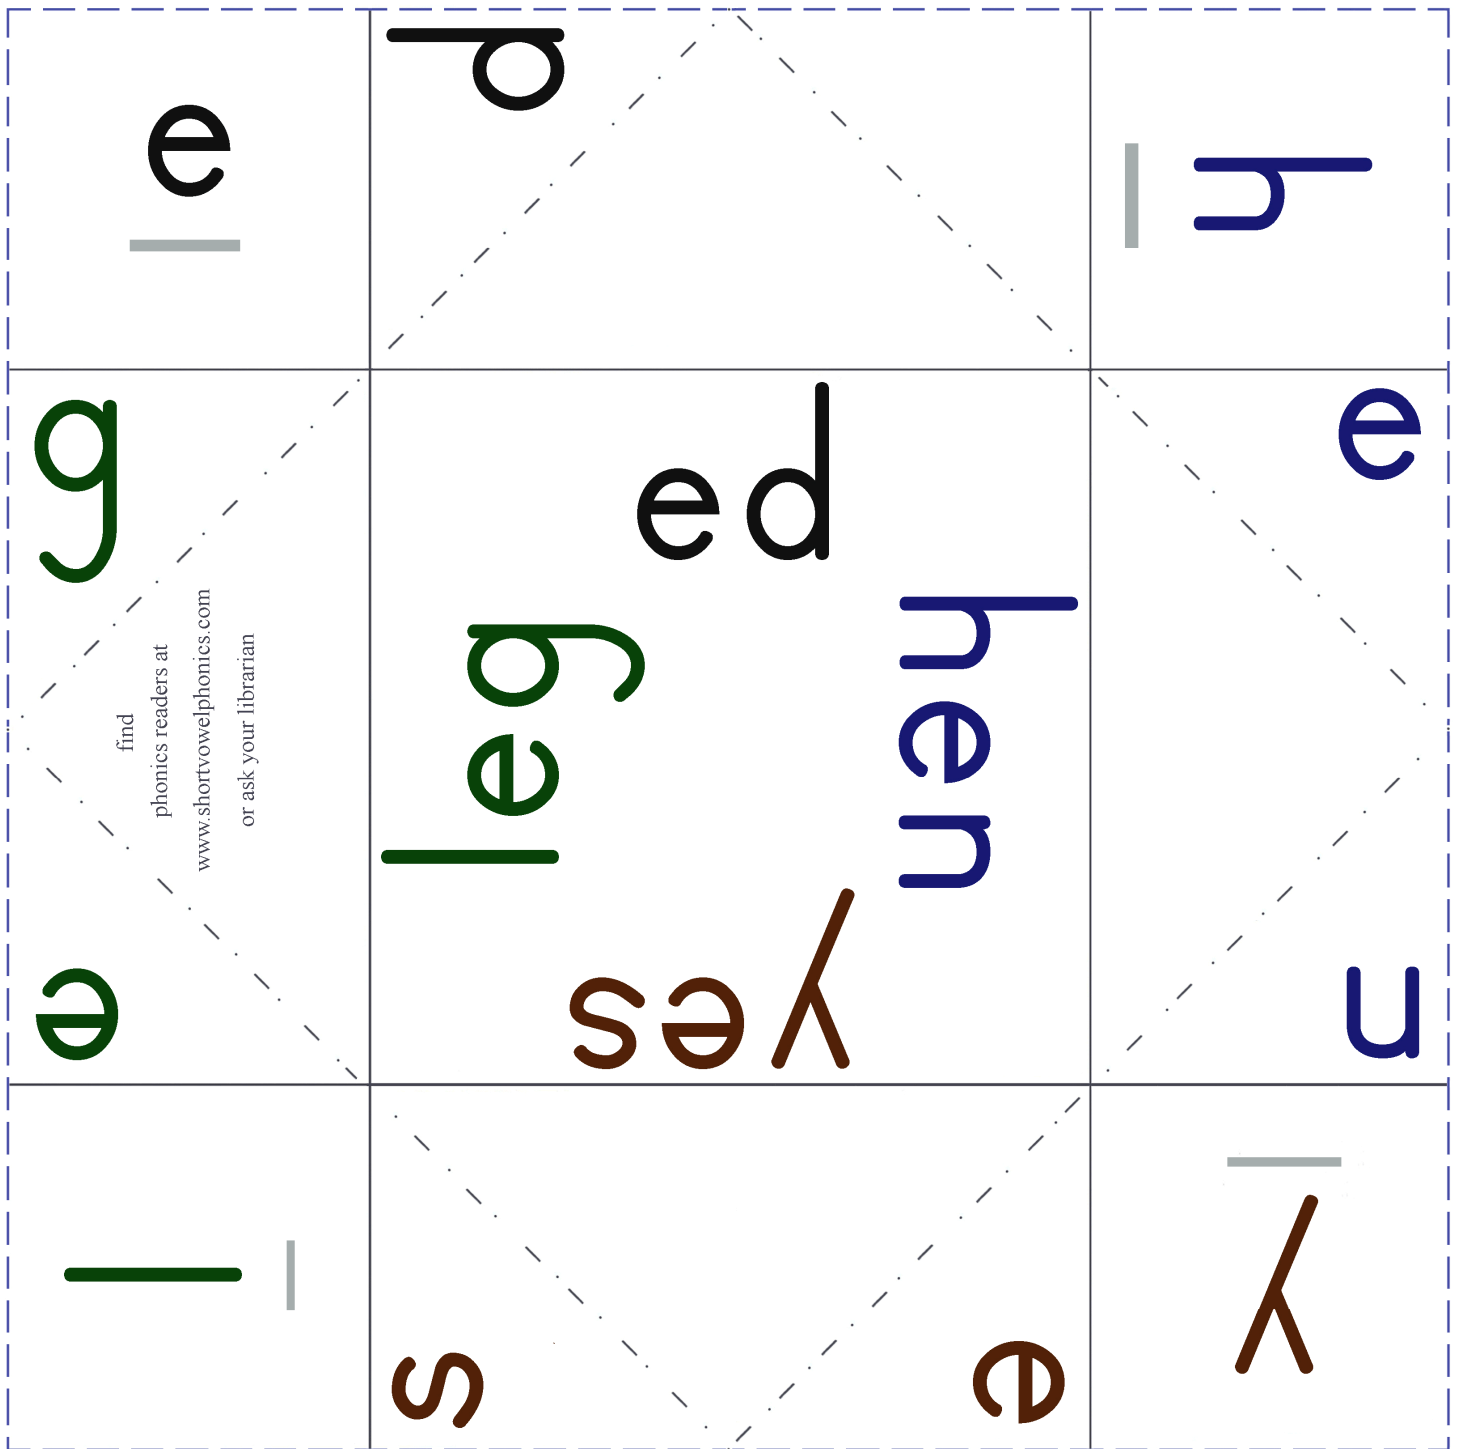 e
d
h
g
e
ed
leg
hen
yes
find
phonics readers at
www.shortvowelphonics.com
or ask your librarian
e
n
l
s
e
y